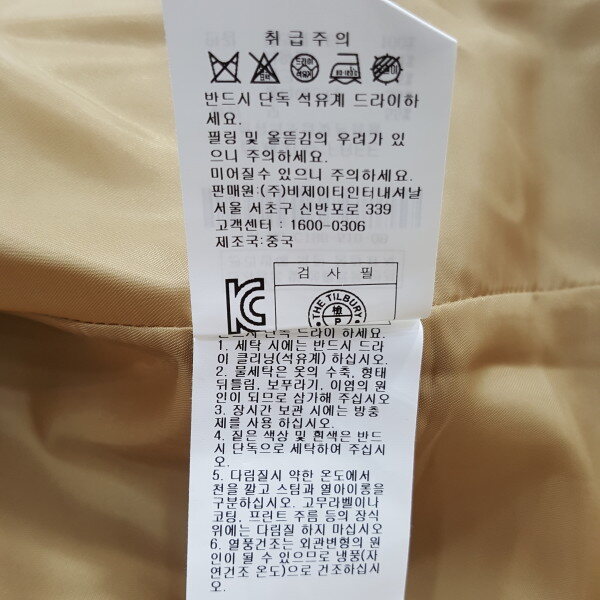 취급주의
드라이
석유계
80~120℃
반드시 단독 석유계 드라이하
세요.
필링 및 올뜯김의 우려가 있
으니 주의하세요.
미어질수 있으니 주의하세요.
판매원:(주)비제이티인터내셔날
서울 서초구 신반포로 339
고객센터 : 1600-0306
제조국:중국
검 사 필
THE TILBURY
檢
P
반드시 단독 드라이 하세요.
1. 세탁 시에는 반드시 드라
이 클리닝(석유계) 하십시오.
2. 물세탁은 옷의 수축, 형태
뒤틀림, 보푸라기, 이염의 원
인이 되므로 삼가해 주십시오
3. 장시간 보관 시에는 방충
제를 사용 하십시오.
4. 짙은 색상 및 흰색은 반드
시 단독으로 세탁하여 주십시
오.
5. 다림질시 약한 온도에서
천을 깔고 스팀과 열아이롱을
구분하십시오. 고무라벨이나
코팅, 프린트 주름 등의 장식
위에는 다림질 하지 마십시오
6. 열풍건조는 외관변형의 원
인이 될 수 있으므로 냉풍(자
연건조 온도)으로 건조하십시오.